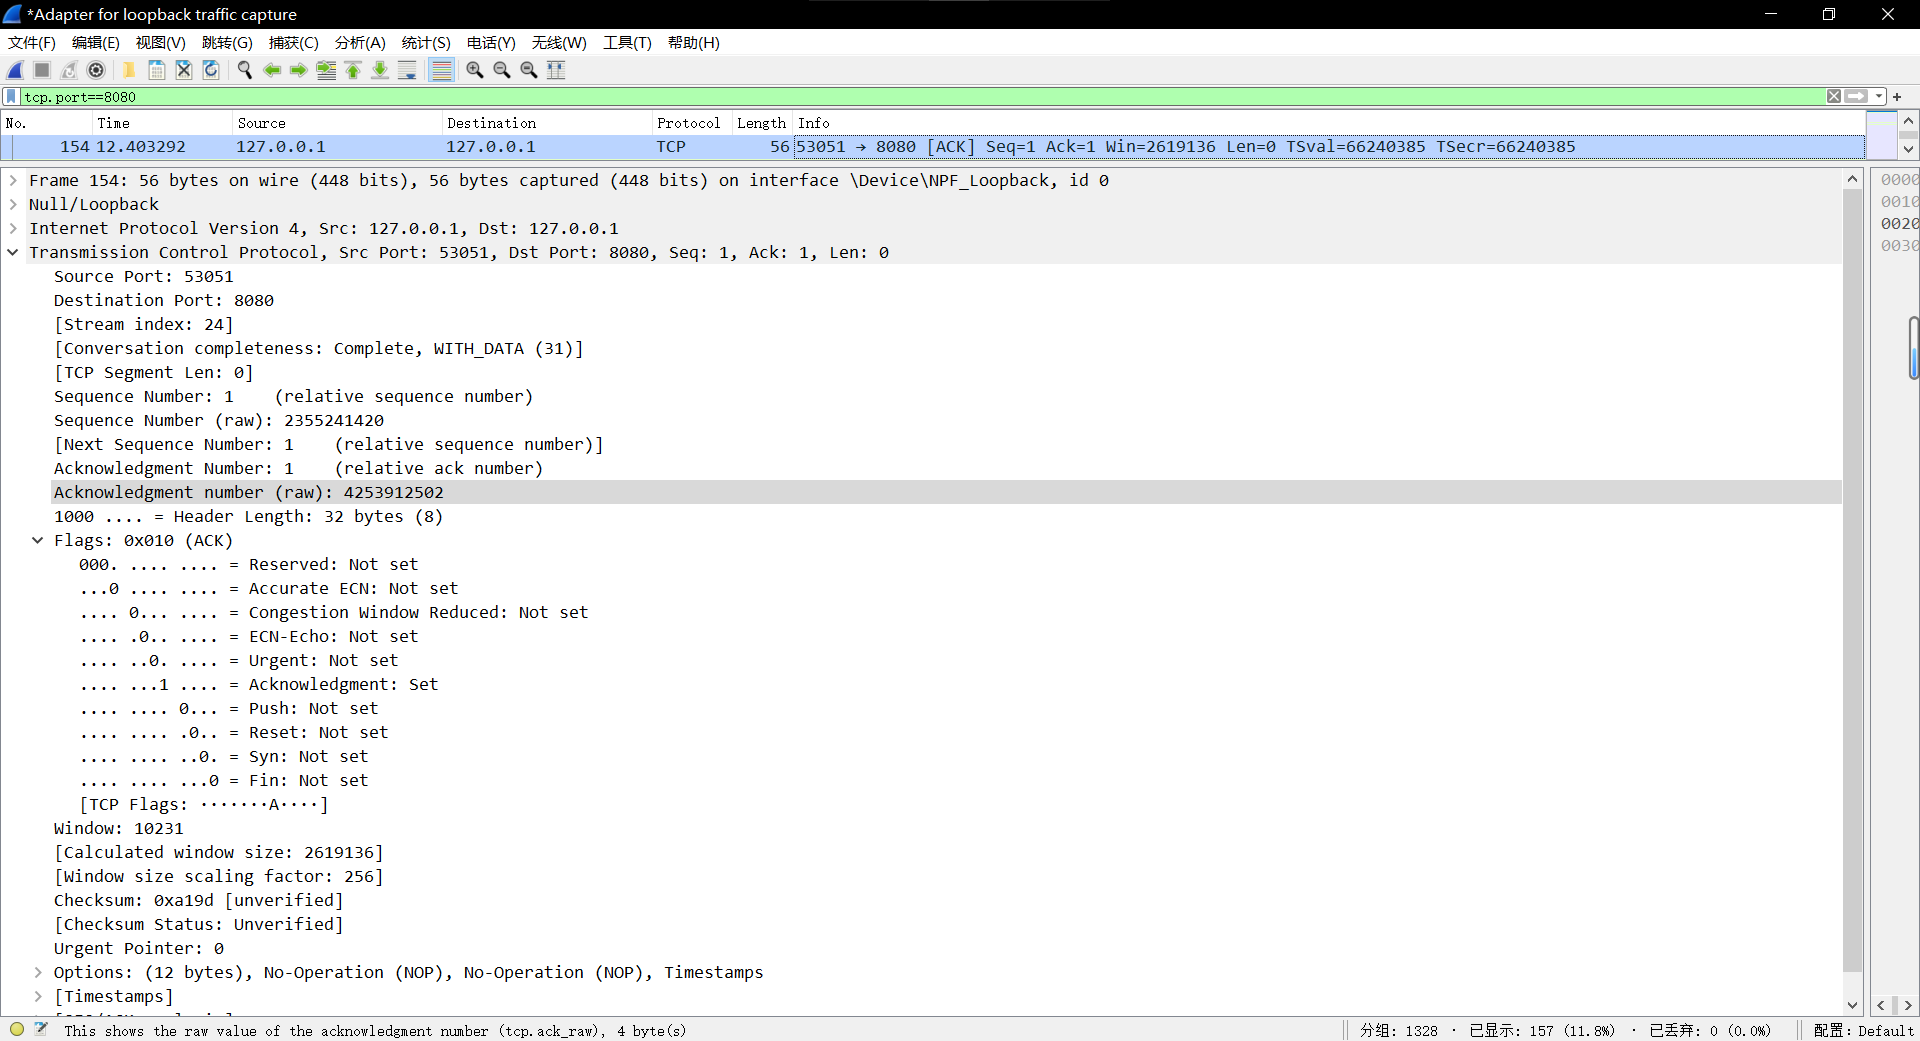 *Adapter for loopback traffic capture
文件(F) 编辑(E) 视图(V) 跳转(G) 捕获(C) 分析(A) 统计(S) 电话(Y) 无线(W) 工具(T) 帮助(H)
tcp.port==8080
No. Time Source Destination Protocol Length Info
154 12.403292 127.0.0.1 127.0.0.1 TCP 56 53051 → 8080 [ACK] Seq=1 Ack=1 Win=2619136 Len=0 TSval=66240385 TSecr=66240385
Frame 154: 56 bytes on wire (448 bits), 56 bytes captured (448 bits) on interface \Device\NPF_Loopback, id 0
Null/Loopback
Internet Protocol Version 4, Src: 127.0.0.1, Dst: 127.0.0.1
Transmission Control Protocol, Src Port: 53051, Dst Port: 8080, Seq: 1, Ack: 1, Len: 0
Source Port: 53051
Destination Port: 8080
[Stream index: 24]
[Conversation completeness: Complete, WITH_DATA (31)]
[TCP Segment Len: 0]
Sequence Number: 1 (relative sequence number)
Sequence Number (raw): 2355241420
[Next Sequence Number: 1 (relative sequence number)]
Acknowledgment Number: 1 (relative ack number)
Acknowledgment number (raw): 4253912502
1000 .... = Header Length: 32 bytes (8)
Flags: 0x010 (ACK)
000. .... .... = Reserved: Not set
...0 .... .... = Accurate ECN: Not set
.... 0... .... = Congestion Window Reduced: Not set
.... .0.. .... = ECN-Echo: Not set
.... ..0. .... = Urgent: Not set
.... ...1 .... = Acknowledgment: Set
.... .... 0... = Push: Not set
.... .... .0.. = Reset: Not set
.... .... ..0. = Syn: Not set
.... .... ...0 = Fin: Not set
[TCP Flags: ·······A····]
Window: 10231
[Calculated window size: 2619136]
[Window size scaling factor: 256]
Checksum: 0xa19d [unverified]
[Checksum Status: Unverified]
Urgent Pointer: 0
Options: (12 bytes), No-Operation (NOP), No-Operation (NOP), Timestamps
[Timestamps]
0000
0010
0020
0030
This shows the raw value of the acknowledgment number (tcp.ack_raw), 4 byte(s)
分组: 1328 · 已显示: 157 (11.8%) · 已丢弃: 0 (0.0%)
配置: Default